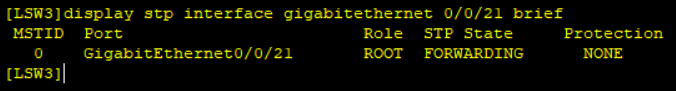 [LSW3]display stp interface gigabitethernet 0/0/21 brief
MSTID Port Role STP State Protection
0 GigabitEthernet0/0/21 ROOT FORWARDING NONE
[LSW3]